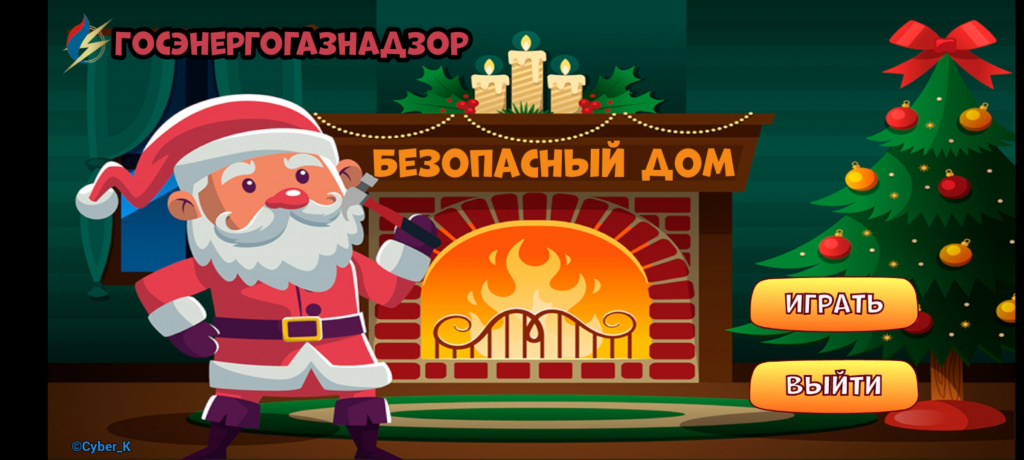 ГОСЭНЕРГОГАЗНАДЗОР
БЕЗОПАСНЫЙ ДОМ
ИГРАТЬ
ВЫЙТИ
©Cyber_K